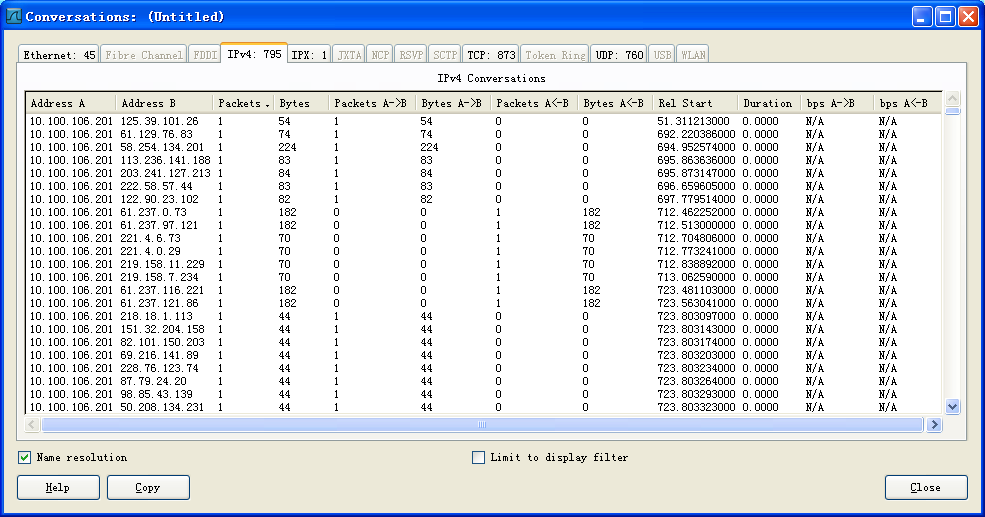 Conversations: (Untitled)
Ethernet: 45 Fibre Channel FDDI IPv4: 795 IPX: 1 JXTA NCP RSVP SCTP TCP: 873 Token Ring UDP: 760 USB WLAN
IPv4 Conversations
Address A Address B Packets Bytes Packets A->B Bytes A->B Packets A<-B Bytes A<-B Rel Start Duration bps A->B bps A<-B
10.100.106.201 125.39.101.26 1 54 1 54 0 0 51.311213000 0.0000 N/A N/A
10.100.106.201 61.129.76.83 1 74 1 74 0 0 692.220386000 0.0000 N/A N/A
10.100.106.201 58.254.134.201 1 224 1 224 0 0 694.952574000 0.0000 N/A N/A
10.100.106.201 113.236.141.188 1 83 1 83 0 0 695.863636000 0.0000 N/A N/A
10.100.106.201 203.241.127.213 1 84 1 84 0 0 695.873147000 0.0000 N/A N/A
10.100.106.201 222.58.57.44 1 83 1 83 0 0 696.659605000 0.0000 N/A N/A
10.100.106.201 122.90.23.102 1 82 1 82 0 0 697.779514000 0.0000 N/A N/A
10.100.106.201 61.237.0.73 1 182 0 0 1 182 712.462252000 0.0000 N/A N/A
10.100.106.201 61.237.97.121 1 182 0 0 1 182 712.513000000 0.0000 N/A N/A
10.100.106.201 221.4.6.73 1 70 0 0 1 70 712.704806000 0.0000 N/A N/A
10.100.106.201 221.4.0.29 1 70 0 0 1 70 712.773241000 0.0000 N/A N/A
10.100.106.201 219.158.11.229 1 70 0 0 1 70 712.838892000 0.0000 N/A N/A
10.100.106.201 219.158.7.234 1 70 0 0 1 70 713.062590000 0.0000 N/A N/A
10.100.106.201 61.237.116.221 1 182 0 0 1 182 723.481103000 0.0000 N/A N/A
10.100.106.201 61.237.121.86 1 182 0 0 1 182 723.563041000 0.0000 N/A N/A
10.100.106.201 218.18.1.113 1 44 1 44 0 0 723.803097000 0.0000 N/A N/A
10.100.106.201 151.32.204.158 1 44 1 44 0 0 723.803143000 0.0000 N/A N/A
10.100.106.201 82.101.150.203 1 44 1 44 0 0 723.803174000 0.0000 N/A N/A
10.100.106.201 69.216.141.89 1 44 1 44 0 0 723.803203000 0.0000 N/A N/A
10.100.106.201 228.76.123.74 1 44 1 44 0 0 723.803234000 0.0000 N/A N/A
10.100.106.201 87.79.24.20 1 44 1 44 0 0 723.803264000 0.0000 N/A N/A
10.100.106.201 98.85.43.139 1 44 1 44 0 0 723.803293000 0.0000 N/A N/A
10.100.106.201 50.208.134.231 1 44 1 44 0 0 723.803323000 0.0000 N/A N/A
Name resolution Limit to display filter
Help Copy Close